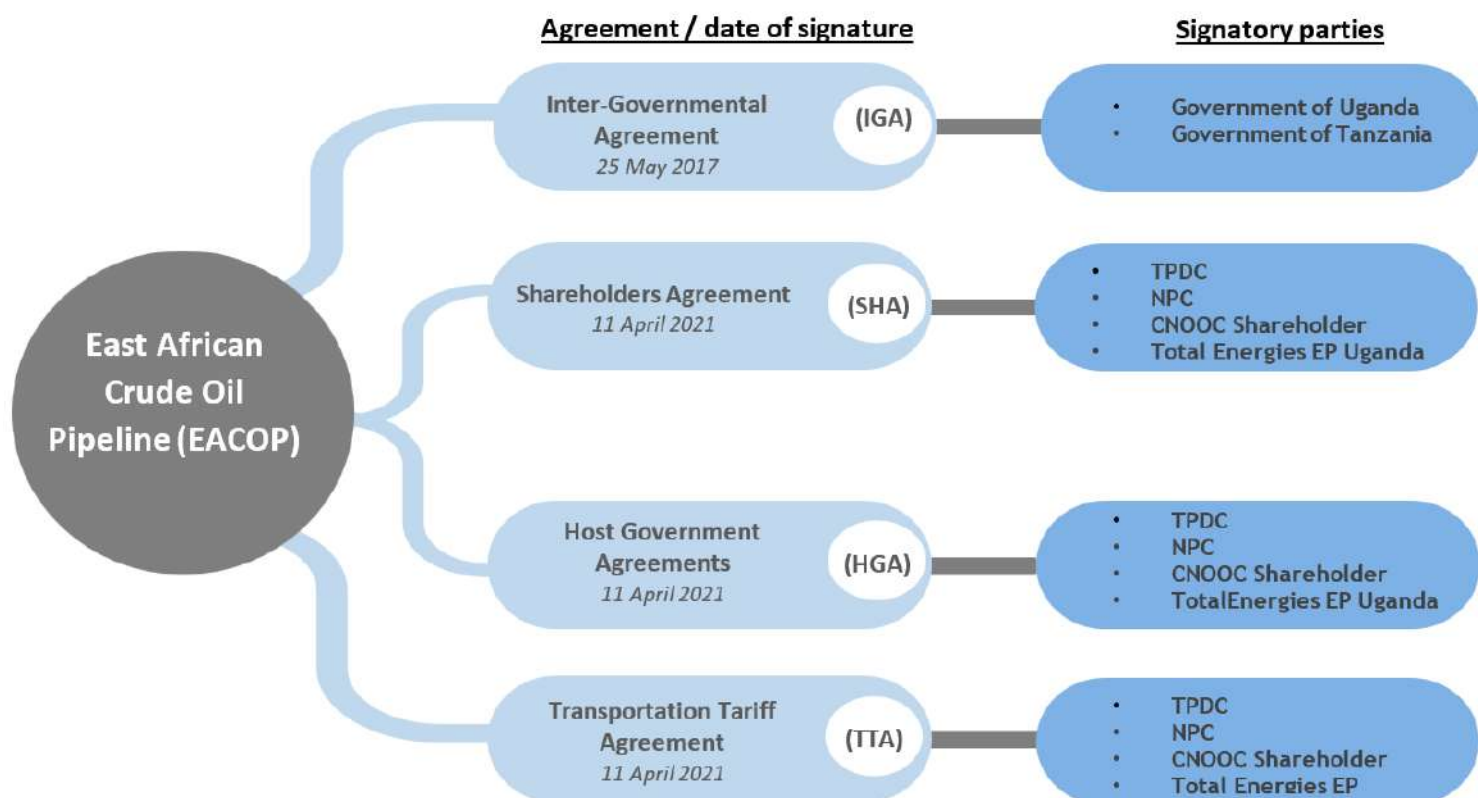 Agreement / date of signature
Signatory parties
East African
Crude Oil
Pipeline (EACOP)
Inter-Governmental
Agreement
25 May 2017
(IGA)
• Government of Uganda
• Government of Tanzania
Shareholders Agreement
11 April 2021
(SHA)
• TPDC
• NPC
• CNOOC Shareholder
• Total Energies EP Uganda
Host Government
Agreements
11 April 2021
(HGA)
• TPDC
• NPC
• CNOOC Shareholder
• TotalEnergies EP Uganda
Transportation Tariff
Agreement
11 April 2021
(TTA)
• TPDC
• NPC
• CNOOC Shareholder
• Total Energies EP